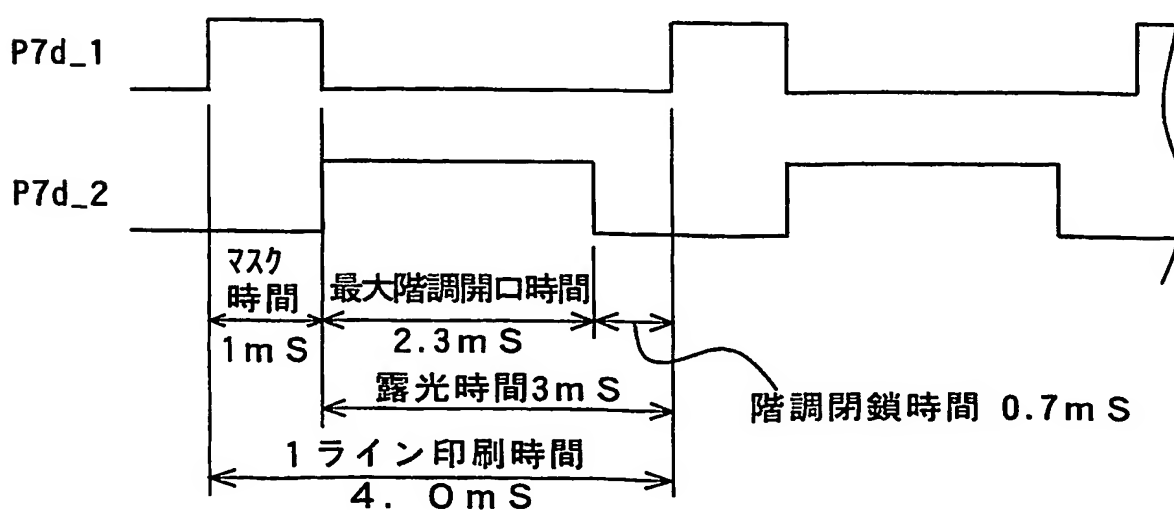 P7d_1
P7d_2
マスク
時間
1mS
最大階調開口時間
2.3mS
露光時間3mS
階調閉鎖時間 0.7mS
1ライン印刷時間
4.0mS